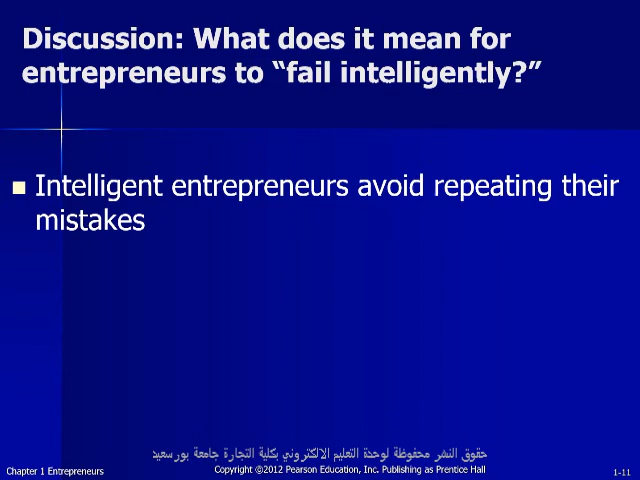 Discussion: What does it mean for
entrepreneurs to “fail intelligently?”
Intelligent entrepreneurs avoid repeating their
mistakes
حقوق النشر محفوظة لوحدة التعليم الالكتروني بكلية التجارة جامعة بورسعيد
Chapter 1 Entrepreneurs
Copyright ©2012 Pearson Education, Inc. Publishing as Prentice Hall
1-11